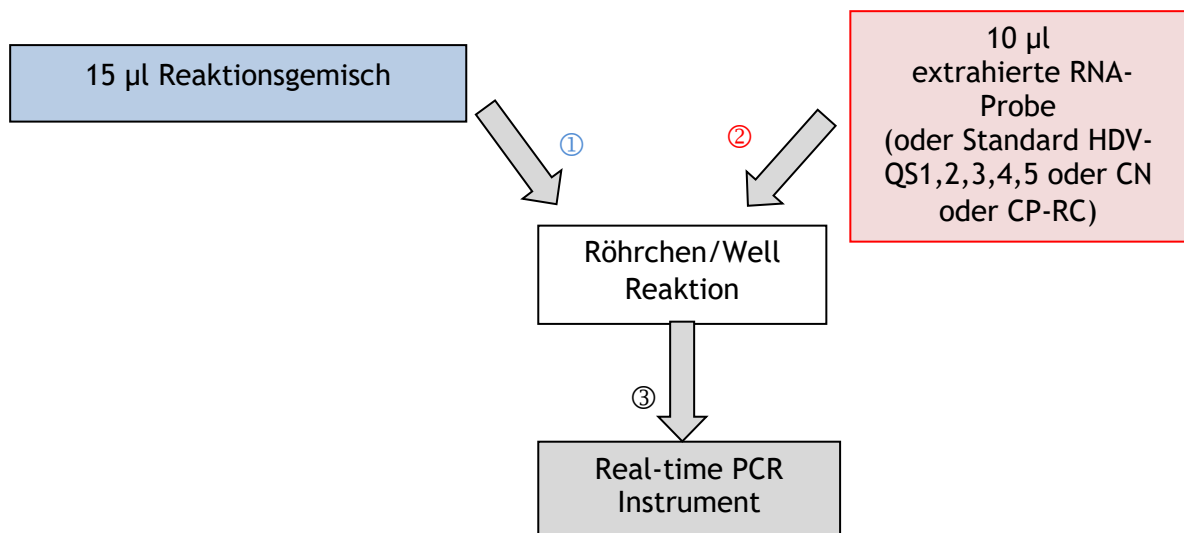 15 µl Reaktionsgemisch
10 µl
extrahierte RNA-
Probe
(oder Standard HDV-
QS1,2,3,4,5 oder CN
oder CP-RC)
①
②
Röhrchen/Well
Reaktion
③
Real-time PCR
Instrument